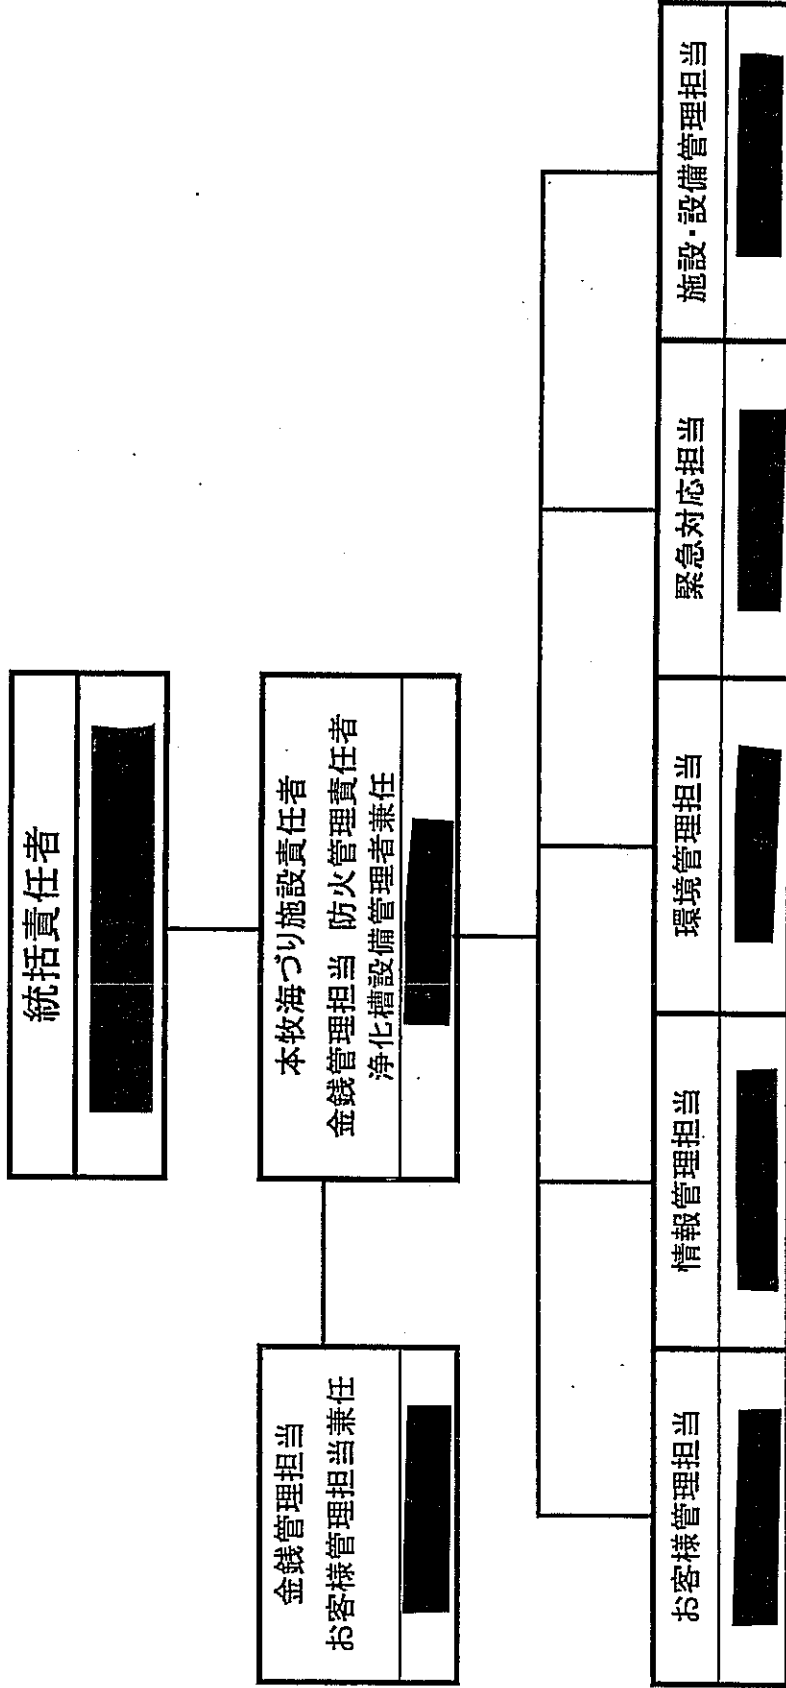 統括責任者
本牧海づり施設責任者
金銭管理担当 防火管理責任者
浄化槽設備管理者兼任
金銭管理担当
お客様管理担当兼任
お客様管理担当
情報管理担当
環境管理担当
緊急対応担当
施設・設備管理担当